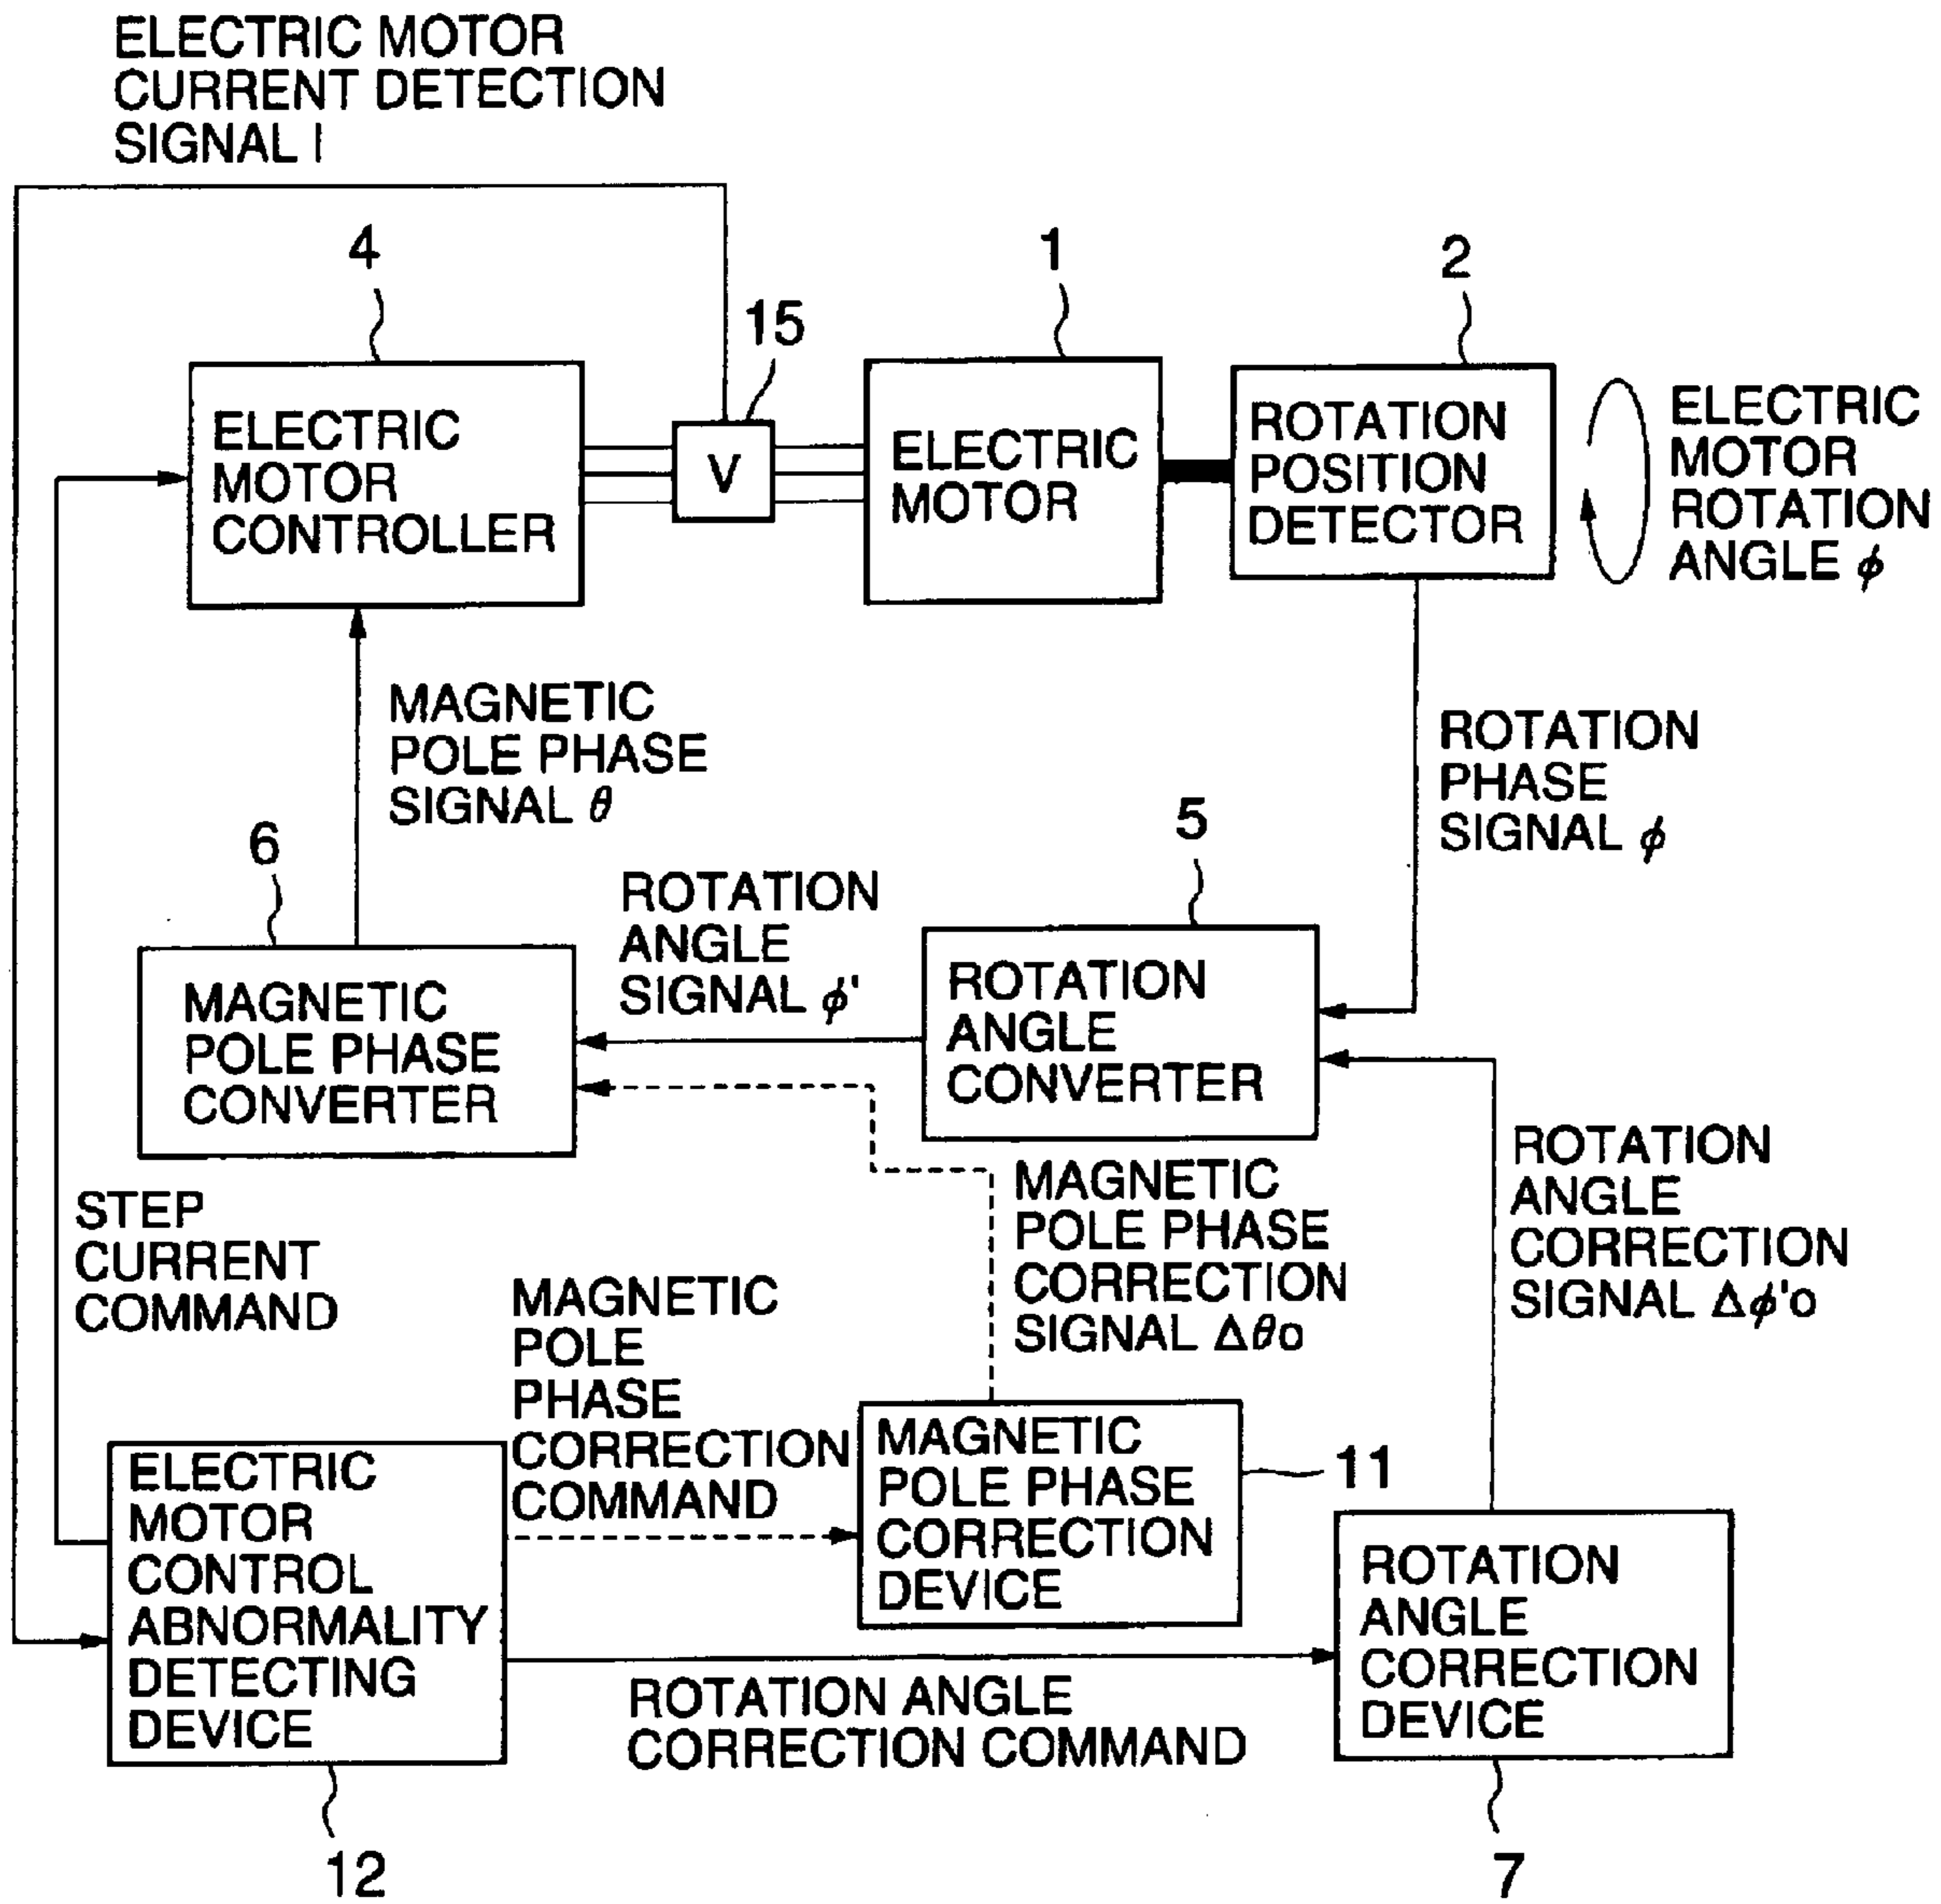 ELECTRIC MOTOR
CURRENT DETECTION
SIGNAL I
4
15
1
2
ELECTRIC
MOTOR
CONTROLLER
V
ELECTRIC
MOTOR
ROTATION
POSITION
DETECTOR
ELECTRIC
MOTOR
ROTATION
ANGLE ϕ
MAGNETIC
POLE PHASE
SIGNAL θ
ROTATION
PHASE
SIGNAL ϕ
6
5
ROTATION
ANGLE
SIGNAL ϕ'
MAGNETIC
POLE PHASE
CONVERTER
ROTATION
ANGLE
CONVERTER
STEP
CURRENT
COMMAND
MAGNETIC
POLE PHASE
CORRECTION
SIGNAL Δθo
ROTATION
ANGLE
CORRECTION
SIGNAL Δϕ'o
MAGNETIC
POLE
PHASE
CORRECTION
COMMAND
ELECTRIC
MOTOR
CONTROL
ABNORMALITY
DETECTING
DEVICE
MAGNETIC
POLE PHASE
CORRECTION
DEVICE
11
ROTATION
ANGLE
CORRECTION
DEVICE
ROTATION ANGLE
CORRECTION COMMAND
12
7